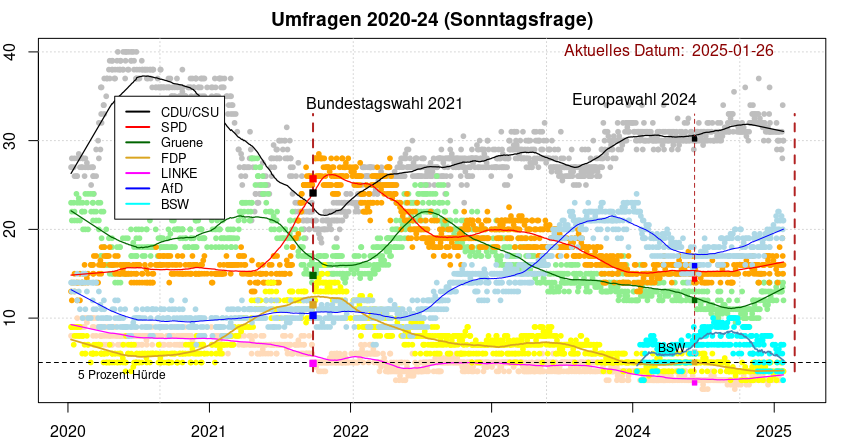 Umfragen 2020-24 (Sonntagsfrage)
Aktuelles Datum: 2025-01-26
Bundestagswahl 2021
Europawahl 2024
CDU/CSU
SPD
Gruene
FDP
LINKE
AfD
BSW
BSW
5 Prozent Hürde
40
30
20
10
2020 2021 2022 2023 2024 2025